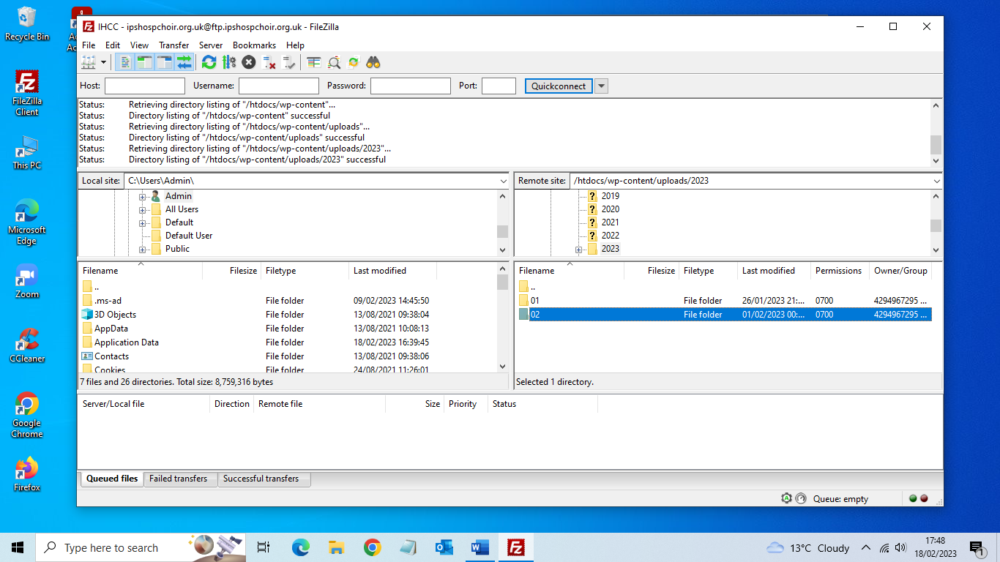 Recycle Bin
FileZilla
Client
This PC
Microsoft
Edge
Zoom
CCleaner
Google
Chrome
Firefox
IHCC - ipshospchoir.org.uk@ftp.ipshospchoir.org.uk - FileZilla
File Edit View Transfer Server Bookmarks Help
Host: Username: Password: Port: Quickconnect
Status: Retrieving directory listing of "/htdocs/wp-content"...
Status: Directory listing of "/htdocs/wp-content" successful
Status: Retrieving directory listing of "/htdocs/wp-content/uploads"...
Status: Directory listing of "/htdocs/wp-content/uploads" successful
Status: Retrieving directory listing of "/htdocs/wp-content/uploads/2023"...
Status: Directory listing of "/htdocs/wp-content/uploads/2023" successful
Local site: C:\Users\Admin\
Admin
All Users
Default
Default User
Public
Filename Filesize Filetype Last modified
..
.ms-ad File folder 09/02/2023 14:45:50
3D Objects File folder 13/08/2021 09:38:04
AppData File folder 13/08/2021 10:08:13
Application Data File folder 18/02/2023 16:39:45
Contacts File folder 13/08/2021 09:38:06
Cookies File folder 24/08/2021 11:26:01
7 files and 26 directories. Total size: 8,759,316 bytes
Remote site: /htdocs/wp-content/uploads/2023
2019
2020
2021
2022
2023
Filename Filesize Filetype Last modified Permissions Owner/Group
..
01 File folder 26/01/2023 21:... 0700 4294967295 ...
02 File folder 01/02/2023 00:... 0700 4294967295 ...
Selected 1 directory.
Server/Local file Direction Remote file Size Priority Status
Queued files Failed transfers Successful transfers
Queue: empty
Type here to search
13°C Cloudy
17:48
18/02/2023
1